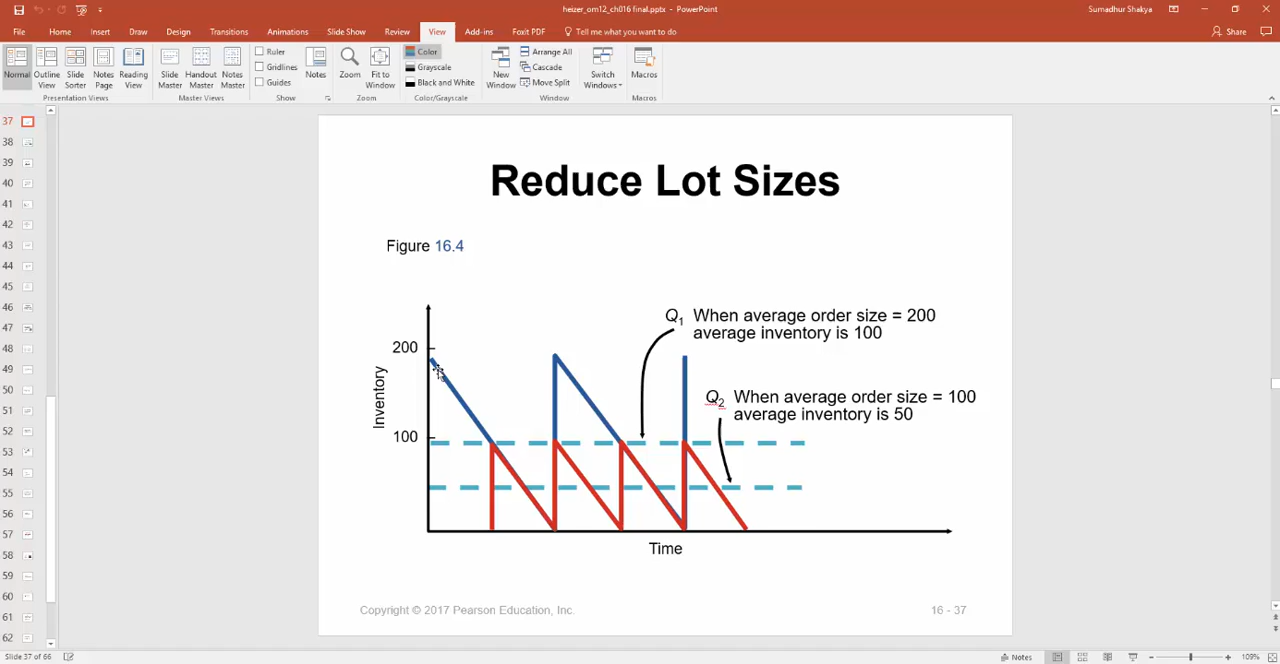 heizer_om12_ch016 final.pptx - PowerPoint
Sumadhur Shakya
File Home Insert Draw Design Transitions Animations Slide Show Review View Add-ins Foxit PDF Tell me what you want to do
Share
Normal
Outline View
Slide Sorter
Notes Page
Reading View
Presentation Views
Slide Master
Handout Master
Notes Master
Master Views
Ruler
Gridlines
Guides
Show
Notes
Zoom
Fit to Window
Zoom
Color
Grayscale
Black and White
Color/Grayscale
New Window
Arrange All
Cascade
Move Split
Window
Switch Windows
Macros
Macros
37
38
39
40
41
42
43
44
45
46
47
48
49
50
51
52
53
54
55
56
57
58
59
60
61
62
Reduce Lot Sizes
Figure 16.4
Q1 When average order size = 200
average inventory is 100
Q2 When average order size = 100
average inventory is 50
200
100
Inventory
Time
Copyright © 2017 Pearson Education, Inc.
16 - 37
Slide 37 of 66
Notes
109%